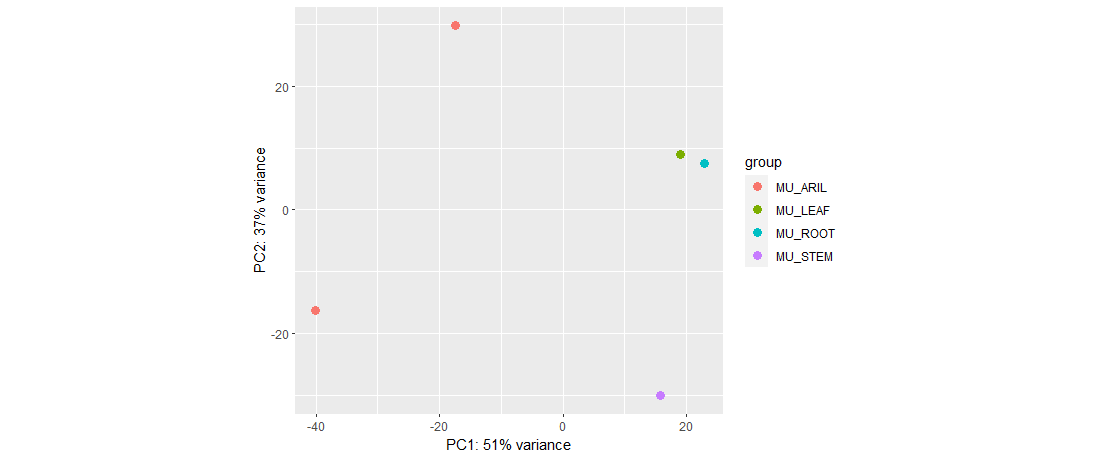 20
0
-20
PC2: 37% variance
-40
-20
0
20
PC1: 51% variance
group
MU_ARIL
MU_LEAF
MU_ROOT
MU_STEM